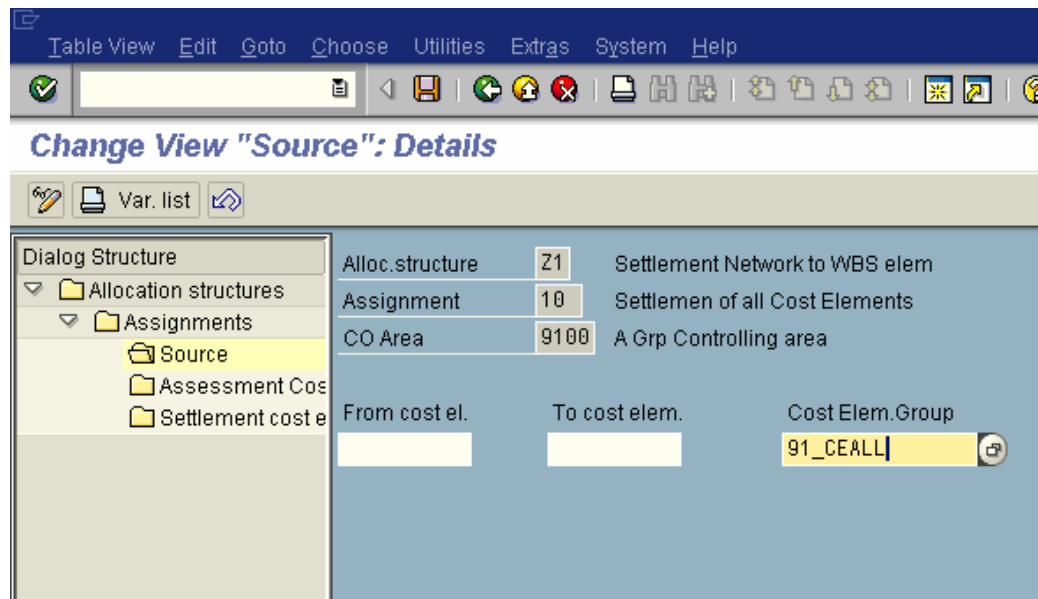 Table View Edit Goto Choose Utilities Extras System Help
Change View "Source": Details
Var. list
Dialog Structure
Allocation structures
Assignments
Source
Assessment Cos
Settlement cost e
Alloc.structure Z1 Settlement Network to WBS elem
Assignment 10 Settlemen of all Cost Elements
CO Area 9100 A Grp Controlling area
From cost el. To cost elem. Cost Elem.Group
91_CEALL